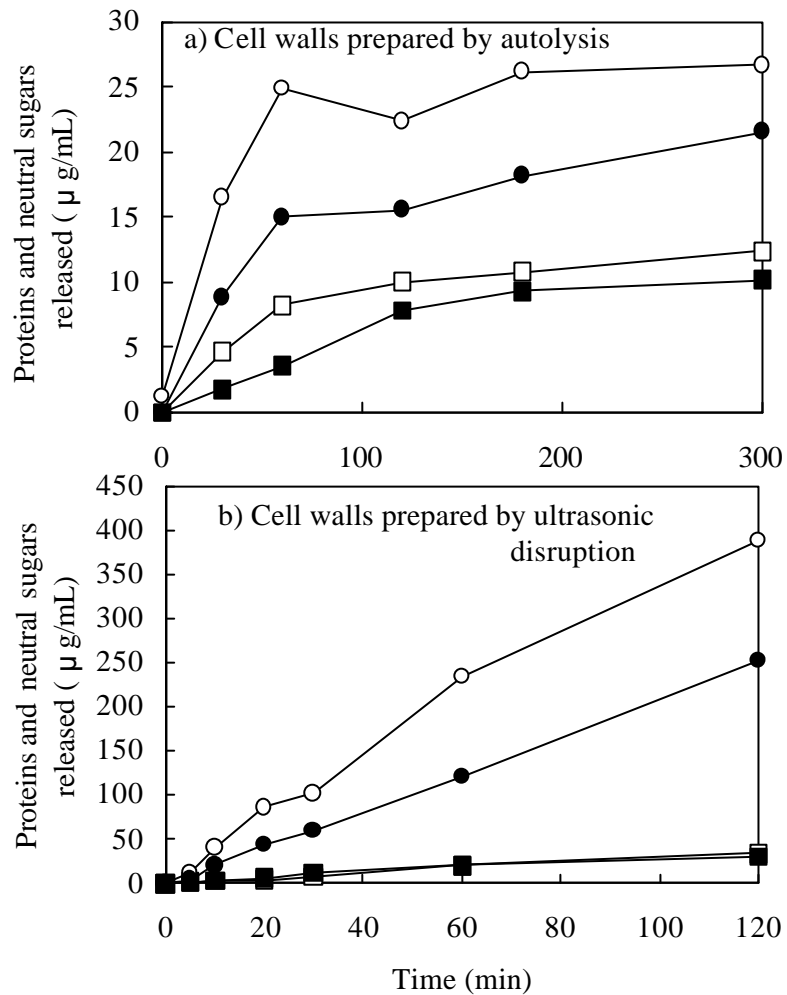 a) Cell walls prepared by autolysis
Proteins and neutral sugars
released ( μ g/mL)
30
25
20
15
10
5
0
0 100 200 300
b) Cell walls prepared by ultrasonic
disruption
Proteins and neutral sugars
released ( μ g/mL)
450
400
350
300
250
200
150
100
50
0
0 20 40 60 80 100 120
Time (min)